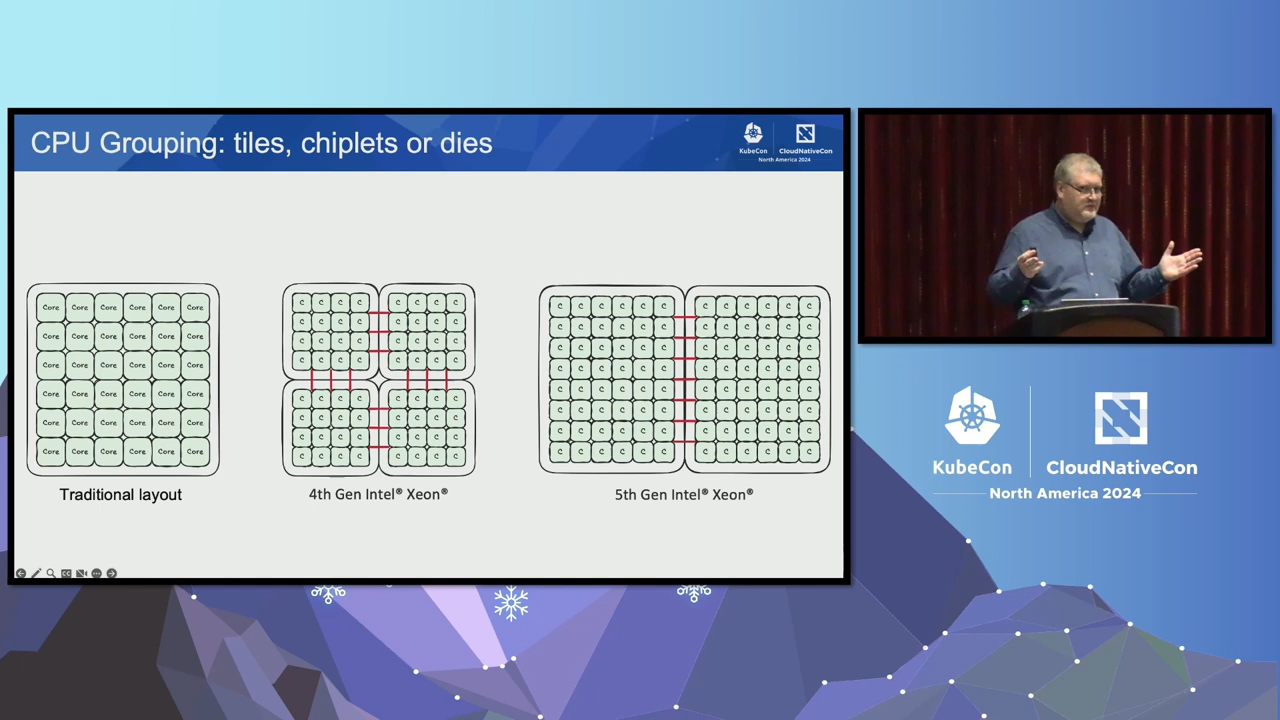 CPU Grouping: tiles, chiplets or dies
KubeCon CloudNativeCon
North America 2024
Core Core Core Core Core Core
Core Core Core Core Core Core
Core Core Core Core Core Core
Core Core Core Core Core Core
Core Core Core Core Core Core
Core Core Core Core Core Core
Traditional layout
C C C C C C C C
C C C C C C C C
C C C C C C C C
C C C C C C C C
C C C C C C C C
C C C C C C C C
C C C C C C C C
C C C C C C C C
4th Gen Intel® Xeon®
C C C C C C C C C C C C
C C C C C C C C C C C C
C C C C C C C C C C C C
C C C C C C C C C C C C
C C C C C C C C C C C C
C C C C C C C C C C C C
C C C C C C C C C C C C
C C C C C C C C C C C C
5th Gen Intel® Xeon®
KubeCon CloudNativeCon
North America 2024